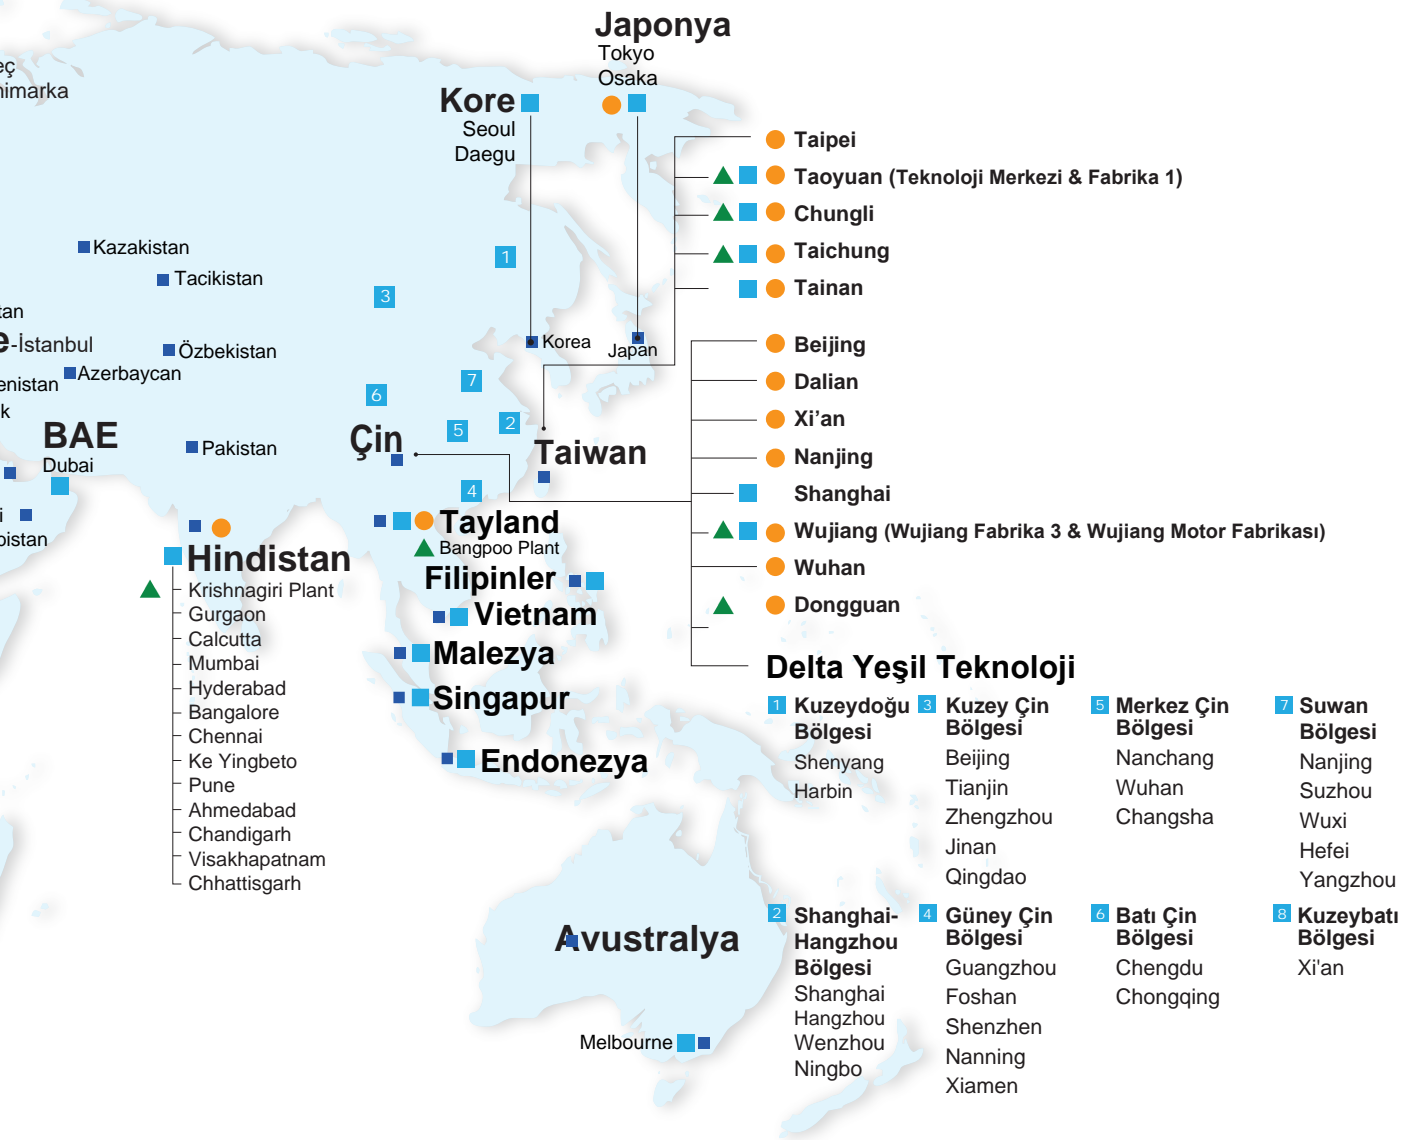 Japonya
Tokyo
Osaka
eç
nimarka
Kore
Seoul
Daegu
Taipei
Taoyuan (Teknoloji Merkezi & Fabrika 1)
Chungli
Taichung
Tainan
Kazakistan
Tacikistan
1
3
tan
e-İstanbul
Özbekistan
Korea
Japan
enistan
Azerbaycan
k
BAE
Dubai
Pakistan
6
7
5
2
Çin
Taiwan
4
Beijing
Dalian
Xi’an
Nanjing
Shanghai
Wujiang (Wujiang Fabrika 3 & Wujiang Motor Fabrikası)
Wuhan
Dongguan
i
bistan
Tayland
Bangpoo Plant
Hindistan
Krishnagiri Plant
Gurgaon
Calcutta
Mumbai
Hyderabad
Bangalore
Chennai
Ke Yingbeto
Pune
Ahmedabad
Chandigarh
Visakhapatnam
Chhattisgarh
Filipinler
Vietnam
Malezya
Singapur
Endonezya
Avustralya
Melbourne
Delta Yeşil Teknoloji
1 Kuzeydoğu
Bölgesi
Shenyang
Harbin
3 Kuzey Çin
Bölgesi
Beijing
Tianjin
Zhengzhou
Jinan
Qingdao
5 Merkez Çin
Bölgesi
Nanchang
Wuhan
Changsha
7 Suwan
Bölgesi
Nanjing
Suzhou
Wuxi
Hefei
Yangzhou
2 Shanghai-
Hangzhou
Bölgesi
Shanghai
Hangzhou
Wenzhou
Ningbo
4 Güney Çin
Bölgesi
Guangzhou
Foshan
Shenzhen
Nanning
Xiamen
6 Batı Çin
Bölgesi
Chengdu
Chongqing
8 Kuzeybatı
Bölgesi
Xi'an